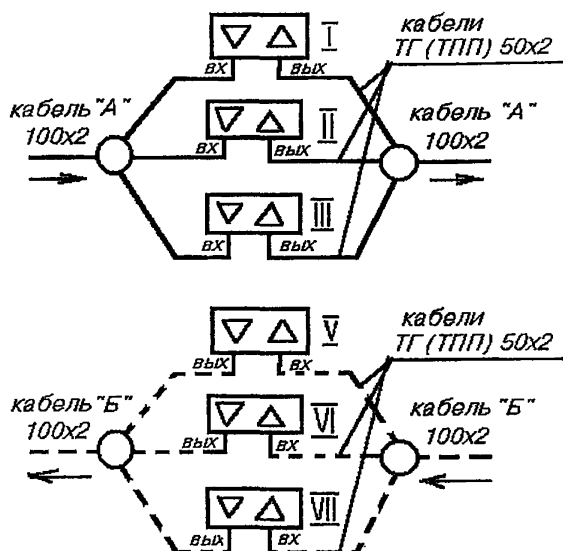 I
кабели
ТГ (ТПП) 50х2
вх
вых
кабель "А"
100х2
II
кабель "А"
100х2
вх
вых
III
вх
вых
V
кабели
ТГ (ТПП) 50х2
вых
вх
кабель "Б"
100х2
VI
кабель "Б"
100х2
вых
вх
VII
вых
вх